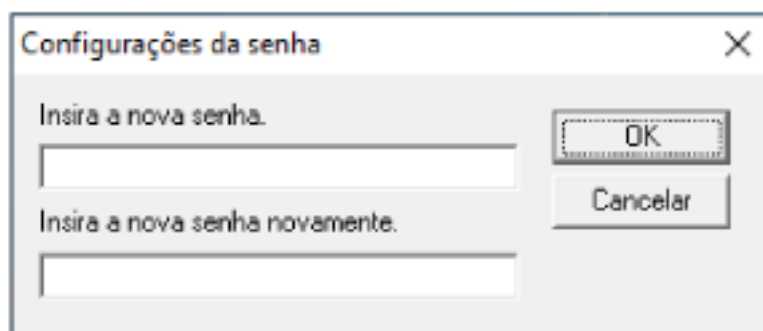 Configurações da senha
Insira a nova senha.
OK
Cancelar
Insira a nova senha novamente.